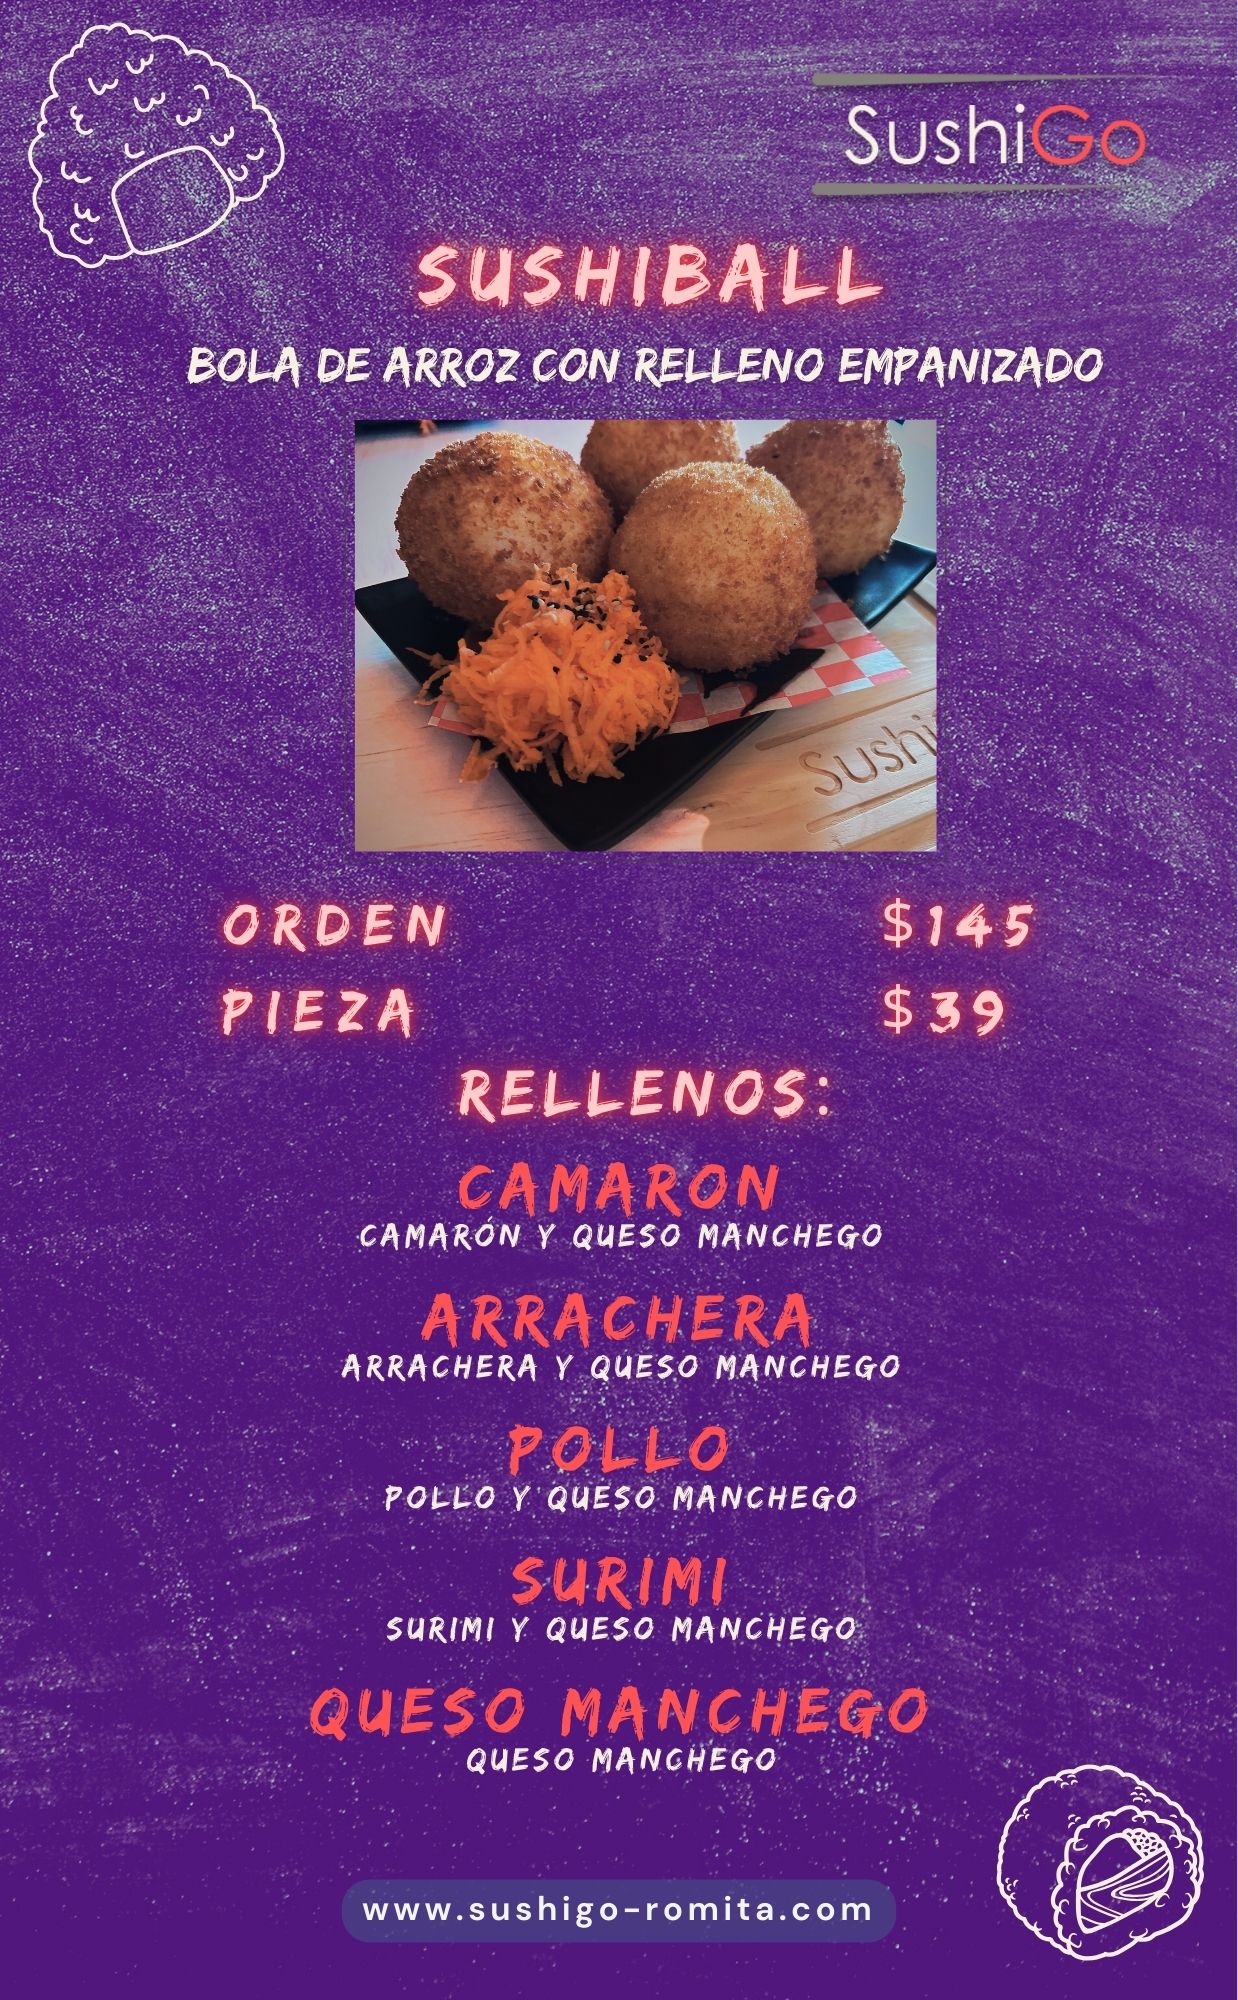 SushiGo
SUSHIBALL
BOLA DE ARROZ CON RELLENO EMPANIZADO
Sushi
ORDEN $145
PIEZA $39
RELLENOS:
CAMARON
CAMARÓN Y QUESO MANCHEGO
ARRACHERA
ARRACHERA Y QUESO MANCHEGO
POLLO
POLLO Y QUESO MANCHEGO
SURIMI
SURIMI Y QUESO MANCHEGO
QUESO MANCHEGO
QUESO MANCHEGO
www.sushigo-romita.com